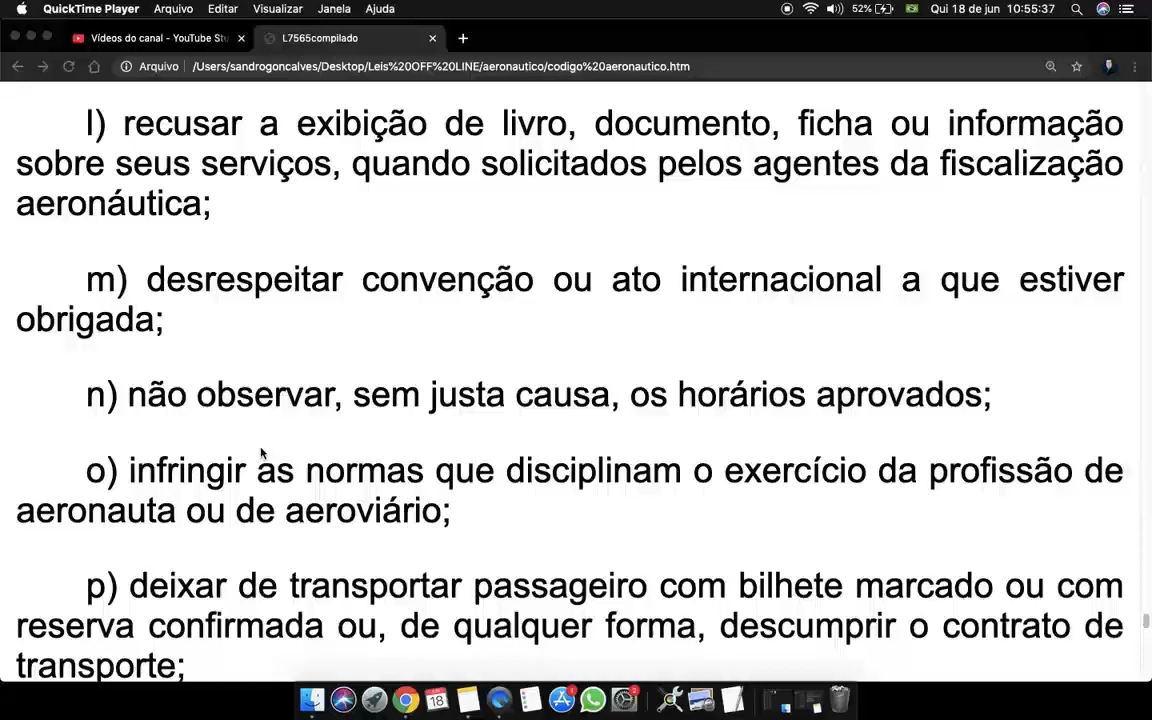 QuickTime Player Arquivo Editar Visualizar Janela Ajuda 52% Qui 18 de jun 10:55:37
Vídeos do canal - YouTube Stu L7565compilado
Arquivo /Users/sandrogoncalves/Desktop/Leis%20OFF%20LINE/aeronautico/codigo%20aeronautico.htm
l) recusar a exibição de livro, documento, ficha ou informação
sobre seus serviços, quando solicitados pelos agentes da fiscalização
aeronáutica;
m) desrespeitar convenção ou ato internacional a que estiver
obrigada;
n) não observar, sem justa causa, os horários aprovados;
o) infringir as normas que disciplinam o exercício da profissão de
aeronauta ou de aeroviário;
p) deixar de transportar passageiro com bilhete marcado ou com
reserva confirmada ou, de qualquer forma, descumprir o contrato de
transporte;
18